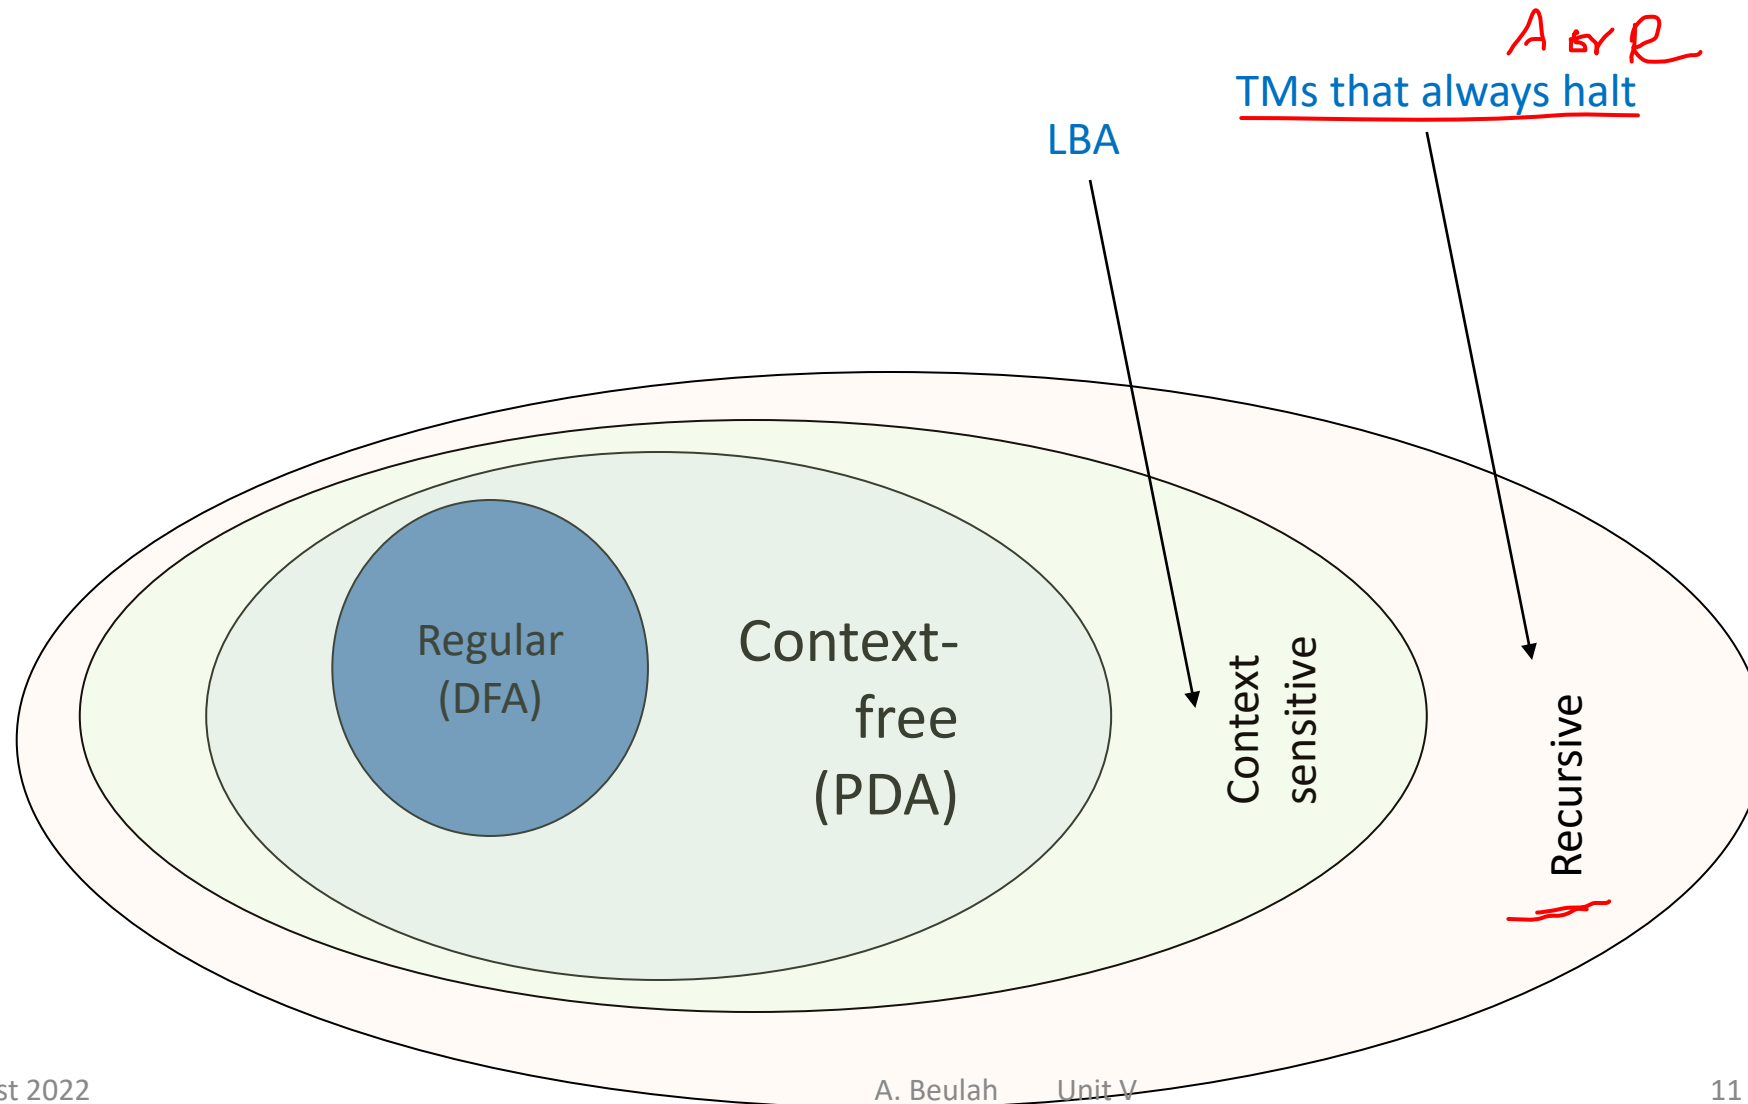 A or R
TMs that always halt
LBA
Regular
(DFA)
Context-
free
(PDA)
Context
sensitive
Recursive
st 2022
A. Beulah Unit V
11